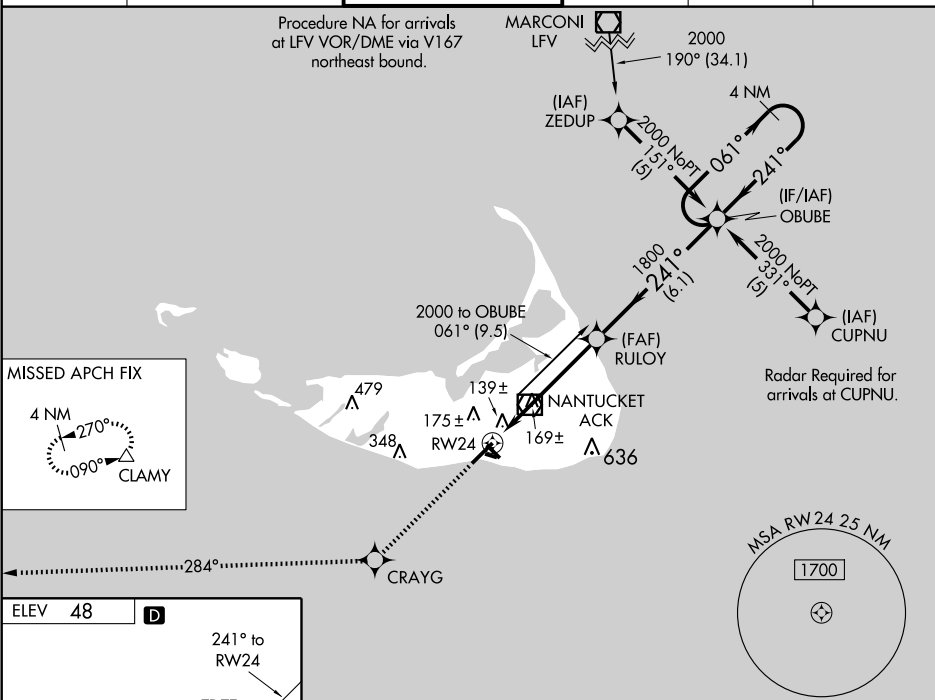 Procedure NA for arrivals
at LFV VOR/DME via V167
northeast bound.
MARCONI
LFV
2000
190° (34.1)
(IAF)
ZEDUP
4 NM
2000 NoPT
151°
(5)
061°
241°
(IF/IAF)
OBUBE
1800
241°
(6.1)
2000 NoPT
331°
(5)
2000 to OBUBE
061° (9.5)
(FAF)
RULOY
(IAF)
CUPNU
Radar Required for
arrivals at CUPNU.
MISSED APCH FIX
4 NM
270°
090°
CLAMY
479
139±
175±
NANTUCKET
ACK
348
RW24
169±
636
MSA RW24 25 NM
1700
284°
CRAYG
ELEV 48
D
241° to
RW24